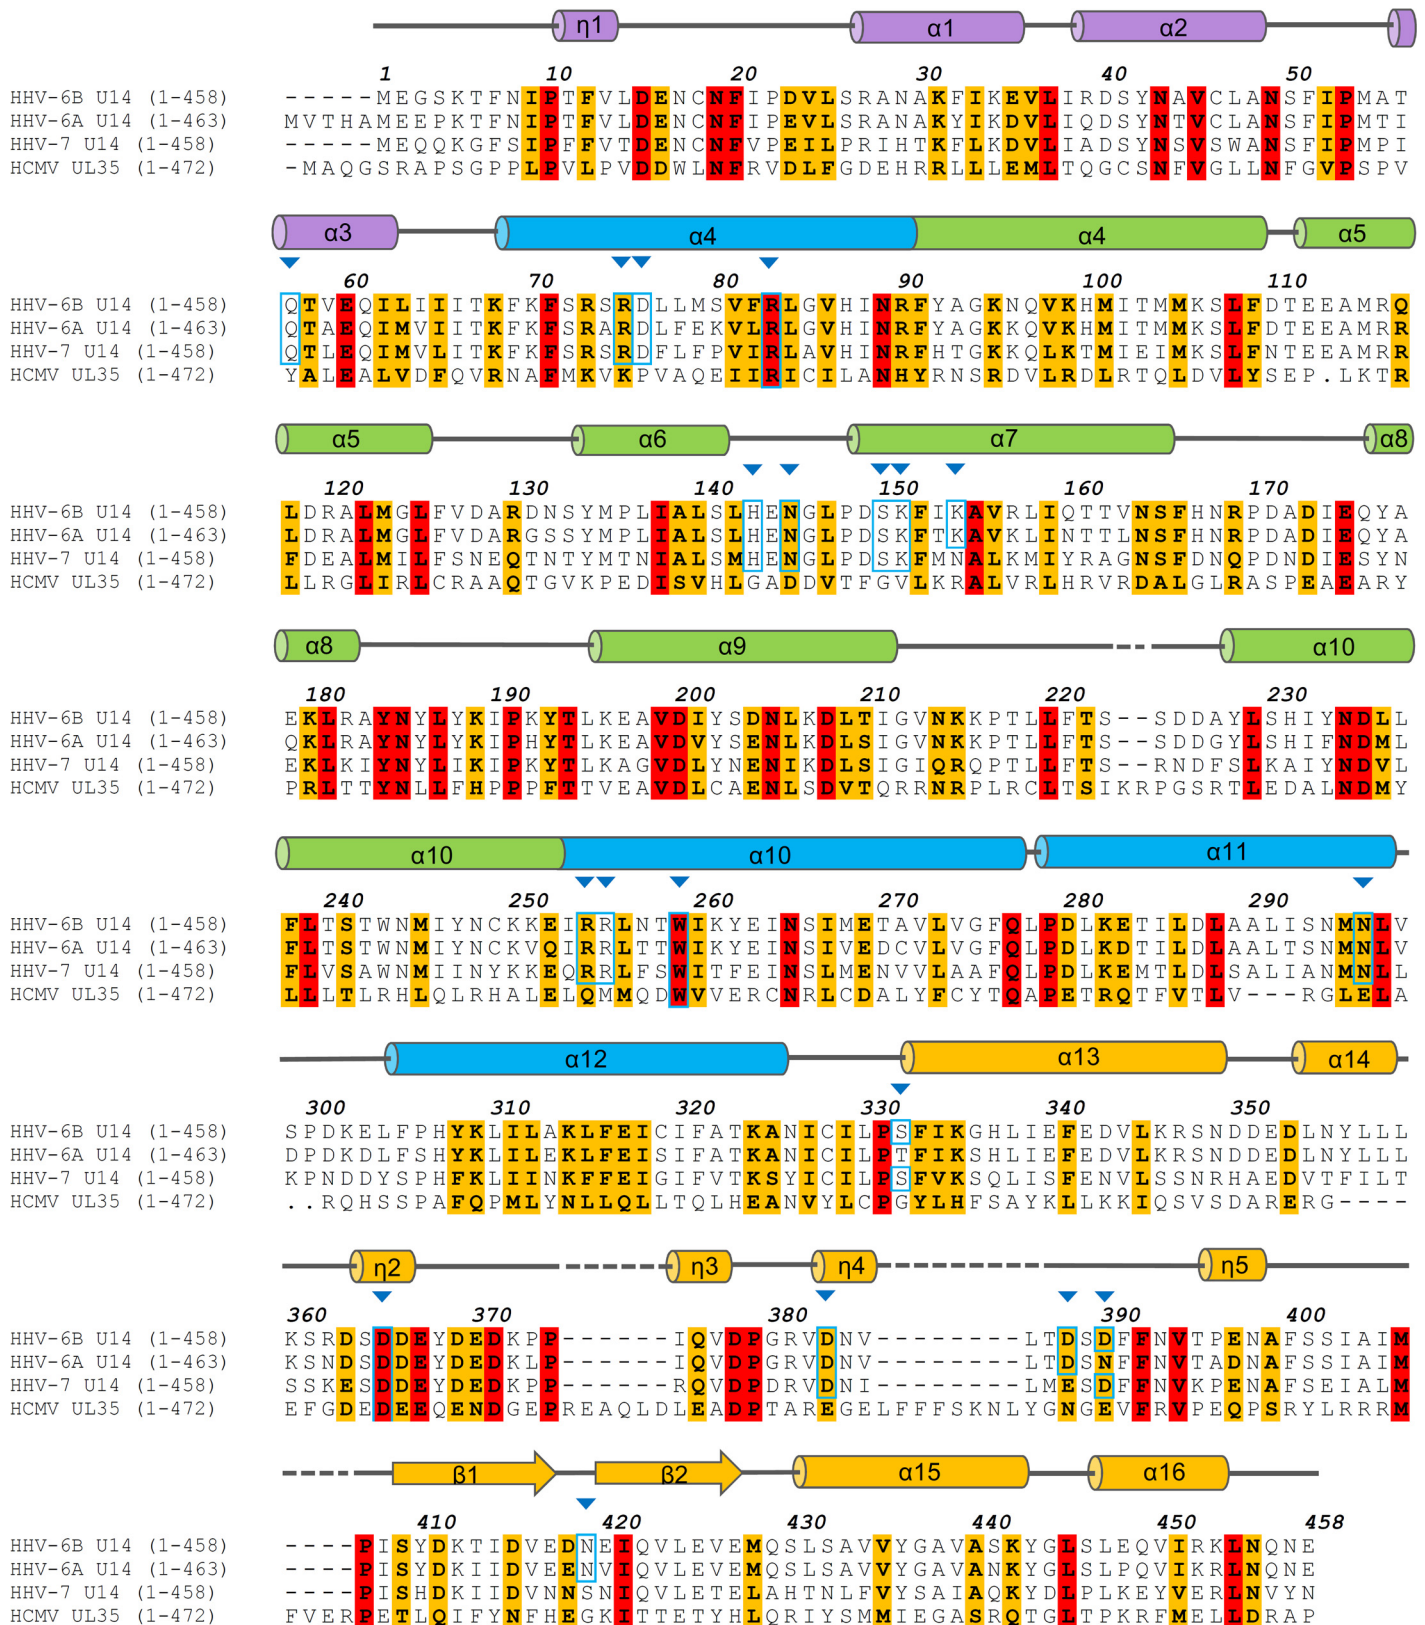 η1 α1 α2
1 10 20 30 40 50
HHV-6B U14 (1-458) -----MEGSKTFNIPTFVLDENCNFIPDVLSRANAKFIKEVLIRDSYNAVCLANSFIPMAT
HHV-6A U14 (1-463) MVTHAMEEPKTFNIPTFVLDENCNFIPEVLSRANAKYIKDVLIQDSYNTVCLANSFIPMTI
HHV-7 U14 (1-458) -----MEQQKGFSIPFFVTDENCNFVPEILPRIHTKFLKDVLIADSYNSVSWANSFIPMPI
HCMV UL35 (1-472) -MAQGSRAPSGPPLPVLPVDDWLNFRVDLFGDEHRRLLLEMLTQGCSNFVGLLNFGVPSPV
α3 α4 α4 α5
60 70 80 90 100 110
HHV-6B U14 (1-458) QTVEQILIIITKFKFSRSRDLLMSVFRLGVHINRFYAGKNQVKHMITMMKSLFDTEEAMRQ
HHV-6A U14 (1-463) QTAEQIMVIITKFKFSRARDLFEKVLRLGVHINRFYAGKKQVKHMITMMKSLFDTEEAMRR
HHV-7 U14 (1-458) QTLEQIMVLITKFKFSRSRDFLFPVIRLAVHINRFHTGKKQLKTMIEIMKSLFNTEEAMRR
HCMV UL35 (1-472) YALEALVDFQVRNAFMKVKPVAQEIIRICILANHYRNSRDVLRDLRTQLDVLYSEP.LKTR
α5 α6 α7 α8
120 130 140 150 160 170
HHV-6B U14 (1-458) LDRALMGLFVDARDNSYMPLIALSLHENGLPDSKFIKAVRLIQTTVNSFHNRPDADIEQYA
HHV-6A U14 (1-463) LDRALMGLFVDARGSSYMPLIALSLHENGLPDSKFTKAVKLINTTLNSFHNRPDADIEQYA
HHV-7 U14 (1-458) FDEALMILFSNEQTNTYMTNIALSMHENGLPDSKFMNALKMIYRAGNSFDNQPDNDIESYN
HCMV UL35 (1-472) LLRGLIRLCRAAQTGVKPEDISVHLGADDVTFGVLKRALVRLHRVRDALGLRASPEAEARY
α8 α9 α10
180 190 200 210 220 230
HHV-6B U14 (1-458) EKLRAYNYLYKIPKYTLKEAVDIYSDNLKDLTIGVNKKPTLLFTS--SDDAYLSHIYNDLL
HHV-6A U14 (1-463) QKLRAYNYLYKIPHYTLKEAVDVYSENLKDLSIGVNKKPTLLFTS--SDDGYLSHIFNDML
HHV-7 U14 (1-458) EKLKIYNYLIKIPKYTLKAGVDLYNENIKDLSIGIQRQPTLLFTS--RNDFSLKAIYNDVL
HCMV UL35 (1-472) PRLTTYNLLFHPPPFTTVEAVDLCAENLSDVTQRRNRPLRCLTSIKRPGSRTLEDALNDMY
α10 α10 α11
240 250 260 270 280 290
HHV-6B U14 (1-458) FLTSTWNMIYNCKKEIRRLNTWIKYEINSIMETAVLVGFQLPDLKETILDLAALISNMNLV
HHV-6A U14 (1-463) FLTSTWNMIYNCKVQIRRLTTWIKYEINSIVEDCVLVGFQLPDLKDTILDLAALTSNMNLV
HHV-7 U14 (1-458) FLVSAWNMIINYKKEQRRLFSWITFEINSLMENVVLAAFQLPDLKEMTLDLSALIANMNLL
HCMV UL35 (1-472) LLLTLRHLQLRHALELQMMQDWVVERCNRLCDALYFCYTQAPETRQTFVTLV---RGLELA
α12 α13 α14
300 310 320 330 340 350
HHV-6B U14 (1-458) SPDKELFPHYKLILAKLFEICIFATKANICILPSFIKGHLIEFEDVLKRSNDDEDLNYLLL
HHV-6A U14 (1-463) DPDKDLFSHYKLILEKLFEISIFATKANICILPTFIKSHLIEFEDVLKRSNDDEDLNYLLL
HHV-7 U14 (1-458) KPNDDYSPHFKLIINKFFEIGIFVTKSYICILPSFVKSQLISFENVLSSNRHAEDVTFILT
HCMV UL35 (1-472) ..RQHSSPAFQPMLYNLLQLLTQLHEANVYLCPGYLHFSAYKLLKKIQSVSDARERG----
η2 η3 η4 η5
360 370 380 390 400
HHV-6B U14 (1-458) KSRDSDDEYDEDKPP------IQVDPGRVDNV--------LTDSDFFNVTPENAFSSIAIM
HHV-6A U14 (1-463) KSNDSDDEYDEDKLP------IQVDPGRVDNV--------LTDSNFFNVTADNAFSSIAIM
HHV-7 U14 (1-458) SSKESDDEYDEDKPP------RQVDPDRVDNI--------LMESDFFNVKPENAFSEIALM
HCMV UL35 (1-472) EFGDEDEEQENDGEPREAQLDLEADPTAREGELFFFSKNLYGNGEVFRVPEQPSRYLRRRM
β1 β2 α15 α16
410 420 430 440 450 458
HHV-6B U14 (1-458) ----PISYDKTIDVEDNEIQVLEVEMQSLSAVVYGAVASKYGLSLEQVIRKLNQNE
HHV-6A U14 (1-463) ----PISYDKTIDVEENVIQVLEVEMQSLSAVVYGAVANKYGLSLPQVIKRLNQNE
HHV-7 U14 (1-458) ----PISHDKIIDVNNSNIQVLETELAHTNLFVYSAIAQKYDLPLKEYVERLNVYN
HCMV UL35 (1-472) FVERPETLQIFYNFHEGKITTETYHLQRIYSMMIEGASRQTGLTPKRFMELLDRAP